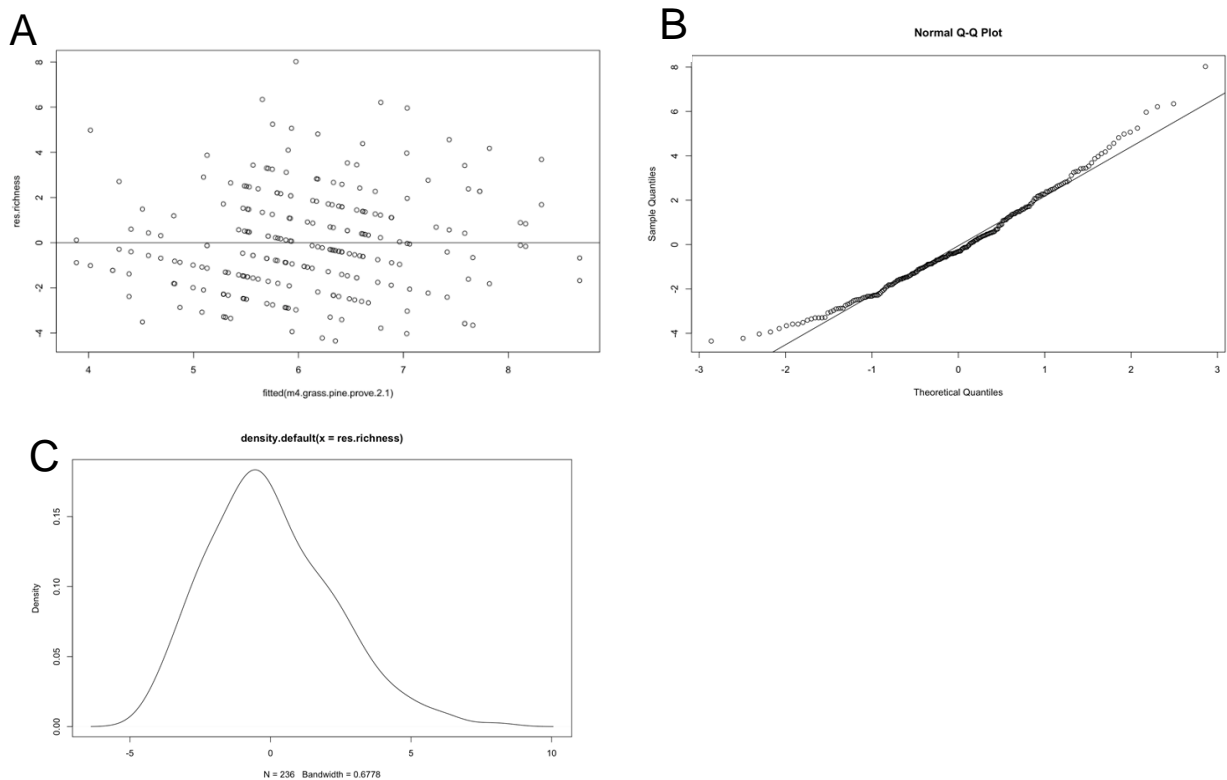 A
res.richness
8
6
4
2
0
-2
-4
4 5 6 7 8
fitted(m4.grass.pine.prove.2.1)
B
Normal Q-Q Plot
Sample Quantiles
8
6
4
2
0
-2
-4
-3 -2 -1 0 1 2 3
Theoretical Quantiles
C
density.default(x = res.richness)
Density
0.15
0.10
0.05
0.00
-5 0 5 10
N = 236 Bandwidth = 0.6778